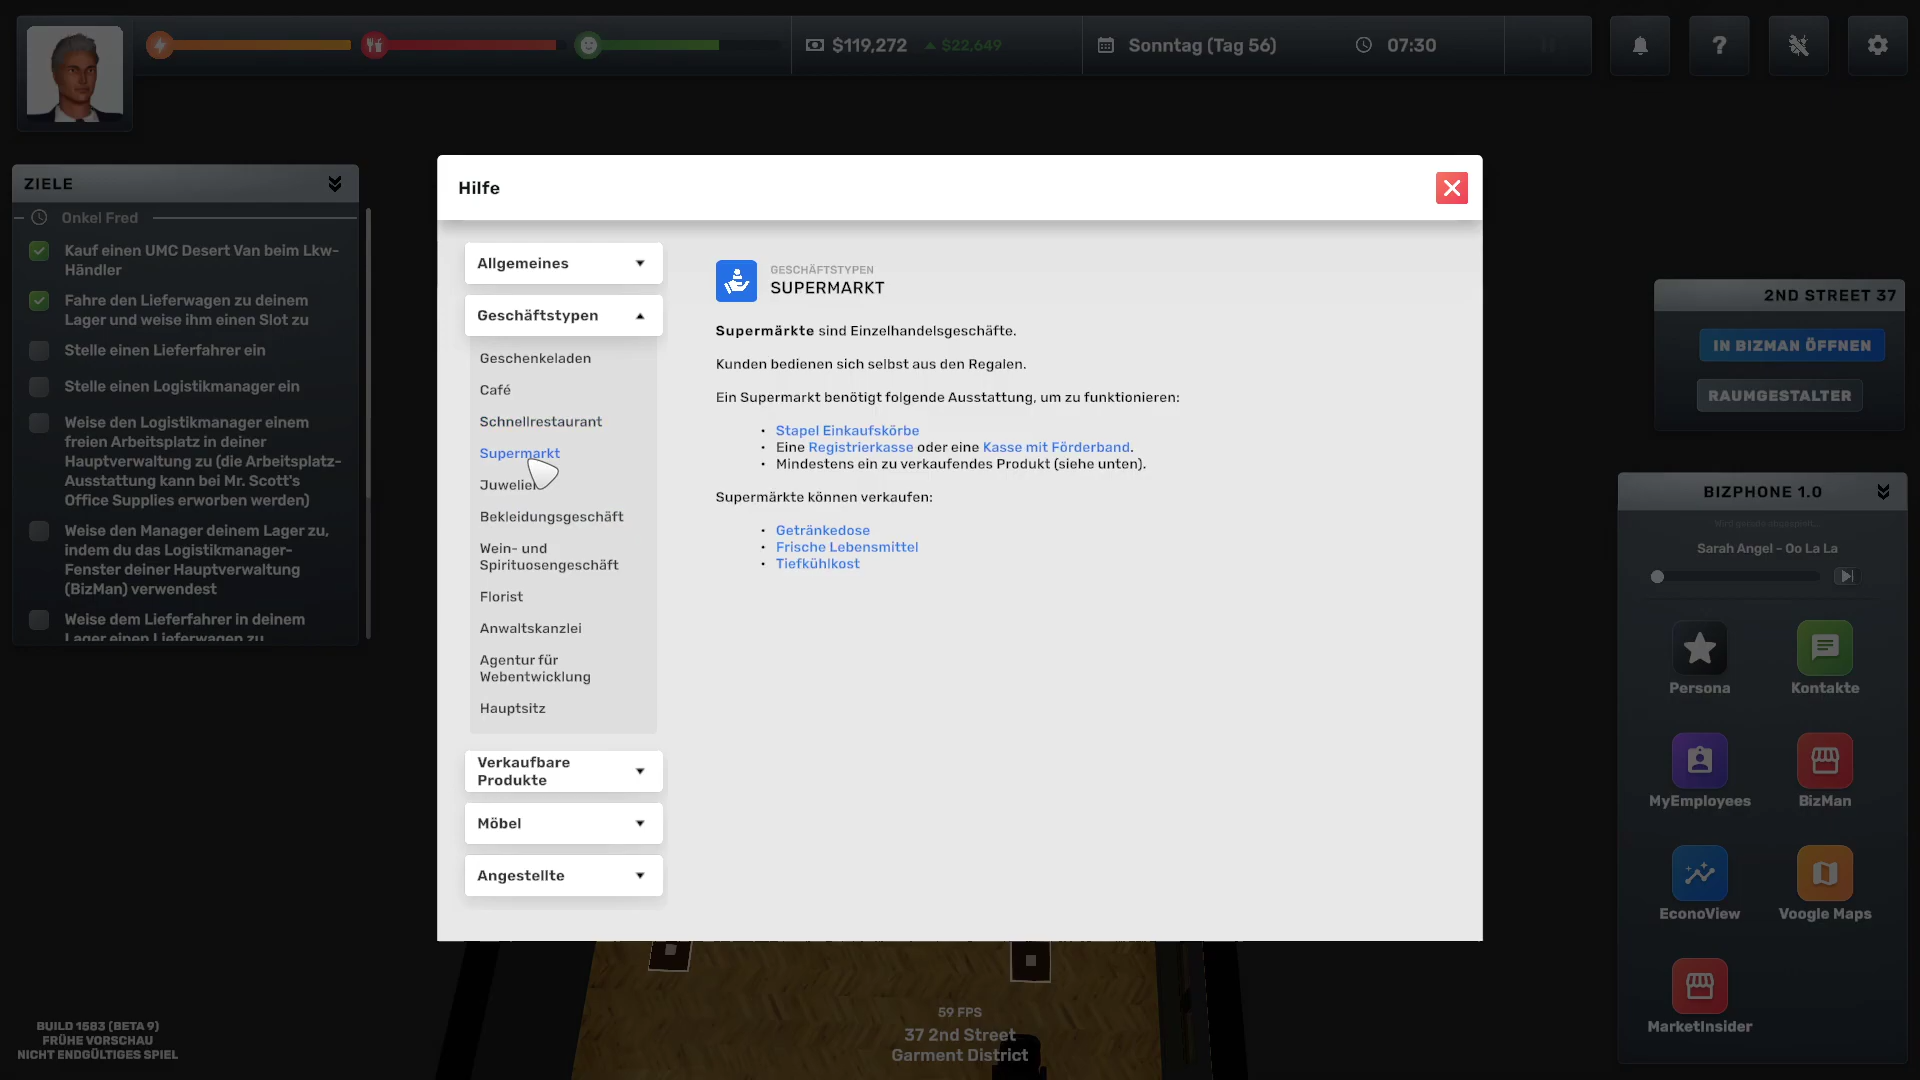 $119,272
$22,649
Sonntag (Tag 56)
07:30
?
ZIELE
Onkel Fred
Kauf einen UMC Desert Van beim Lkw-
Händler
Fahre den Lieferwagen zu deinem
Lager und weise ihm einen Slot zu
Stelle einen Lieferfahrer ein
Stelle einen Logistikmanager ein
Weise den Logistikmanager einem
freien Arbeitsplatz in deiner
Hauptverwaltung zu (die Arbeitsplatz-
Ausstattung kann bei Mr. Scott's
Office Supplies erworben werden)
Weise den Manager deinem Lager zu,
indem du das Logistikmanager-
Fenster deiner Hauptverwaltung
(BizMan) verwendest
Weise dem Lieferfahrer in deinem
Lager einen Lieferwagen zu
Hilfe
Allgemeines
Geschäftstypen
Geschenkeladen
Café
Schnellrestaurant
Supermarkt
Juwelier
Bekleidungsgeschäft
Wein- und
Spirituosengeschäft
Florist
Anwaltskanzlei
Agentur für
Webentwicklung
Hauptsitz
Verkaufbare
Produkte
Möbel
Angestellte
GESCHÄFTSTYPEN
SUPERMARKT
Supermärkte sind Einzelhandelsgeschäfte.
Kunden bedienen sich selbst aus den Regalen.
Ein Supermarkt benötigt folgende Ausstattung, um zu funktionieren:
• Stapel Einkaufskörbe
• Eine Registrierkasse oder eine Kasse mit Förderband.
• Mindestens ein zu verkaufendes Produkt (siehe unten).
Supermärkte können verkaufen:
• Getränkedose
• Frische Lebensmittel
• Tiefkühlkost
2ND STREET 37
IN BIZMAN ÖFFNEN
RAUMGESTALTER
BIZPHONE 1.0
Wird gerade abgespielt...
Sarah Angel - Oo La La
Persona
Kontakte
MyEmployees
BizMan
EconoView
Voogle Maps
MarketInsider
59 FPS
37 2nd Street
Garment District
BUILD 1583 (BETA 9)
FRÜHE VORSCHAU
NICHT ENDGÜLTIGES SPIEL